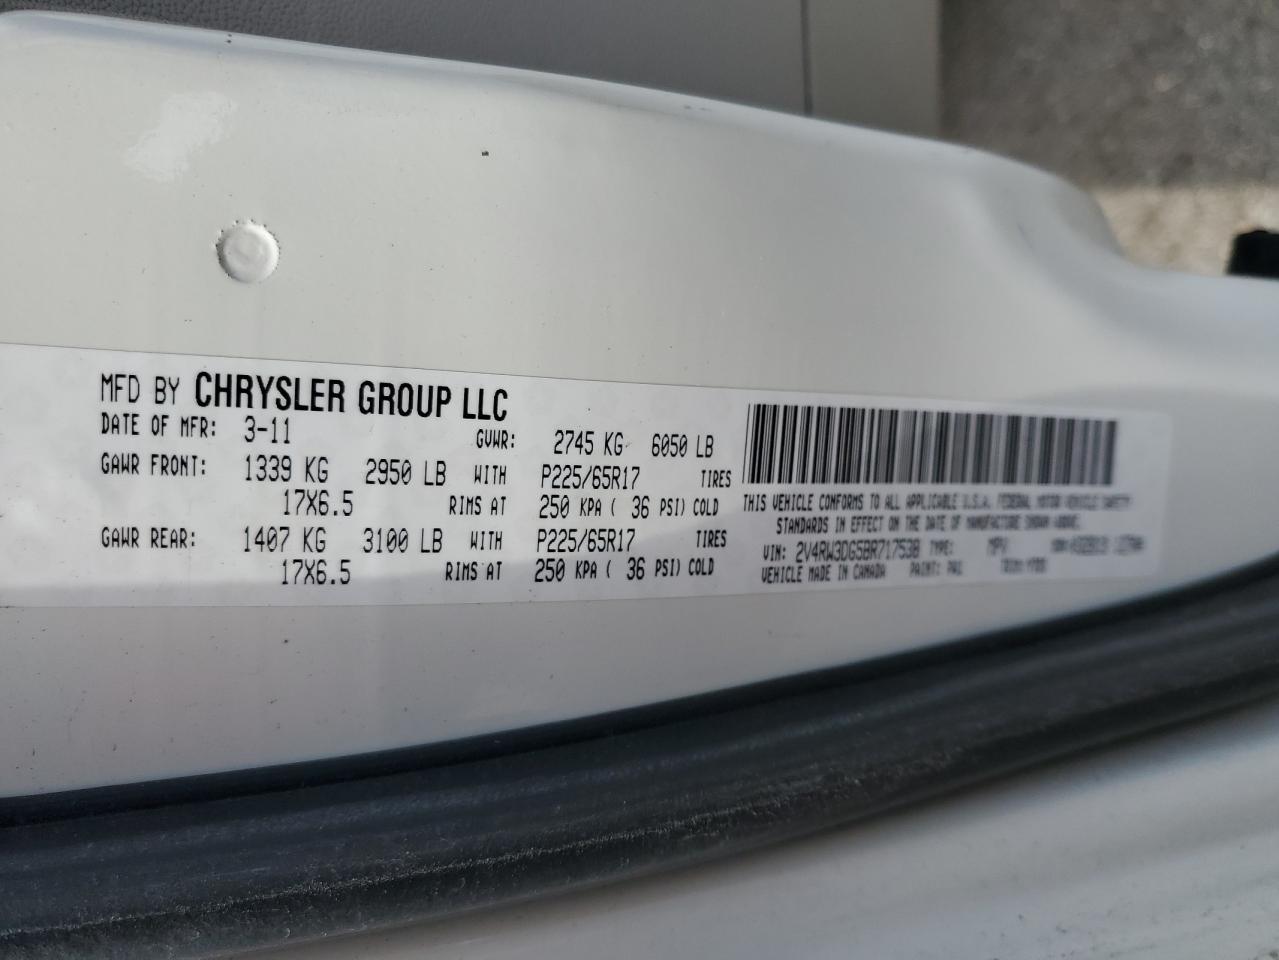 MFD BY CHRYSLER GROUP LLC
DATE OF MFR: 3-11 GVWR: 2745 KG 6050 LB
GAWR FRONT: 1339 KG 2950 LB WITH P225/65R17 TIRES
17X6.5 RIMS AT 250 KPA ( 36 PSI) COLD
GAWR REAR: 1407 KG 3100 LB WITH P225/65R17 TIRES
17X6.5 RIMS AT 250 KPA ( 36 PSI) COLD
THIS VEHICLE CONFORMS TO ALL APPLICABLE U.S.A. FEDERAL MOTOR VEHICLE SAFETY
STANDARDS IN EFFECT ON THE DATE OF MANUFACTURE SHOWN ABOVE.
VIN: 2V4RW3DG5BR717538 TYPE: MPV
VEHICLE MADE IN CANADA PAINT: TRIM: